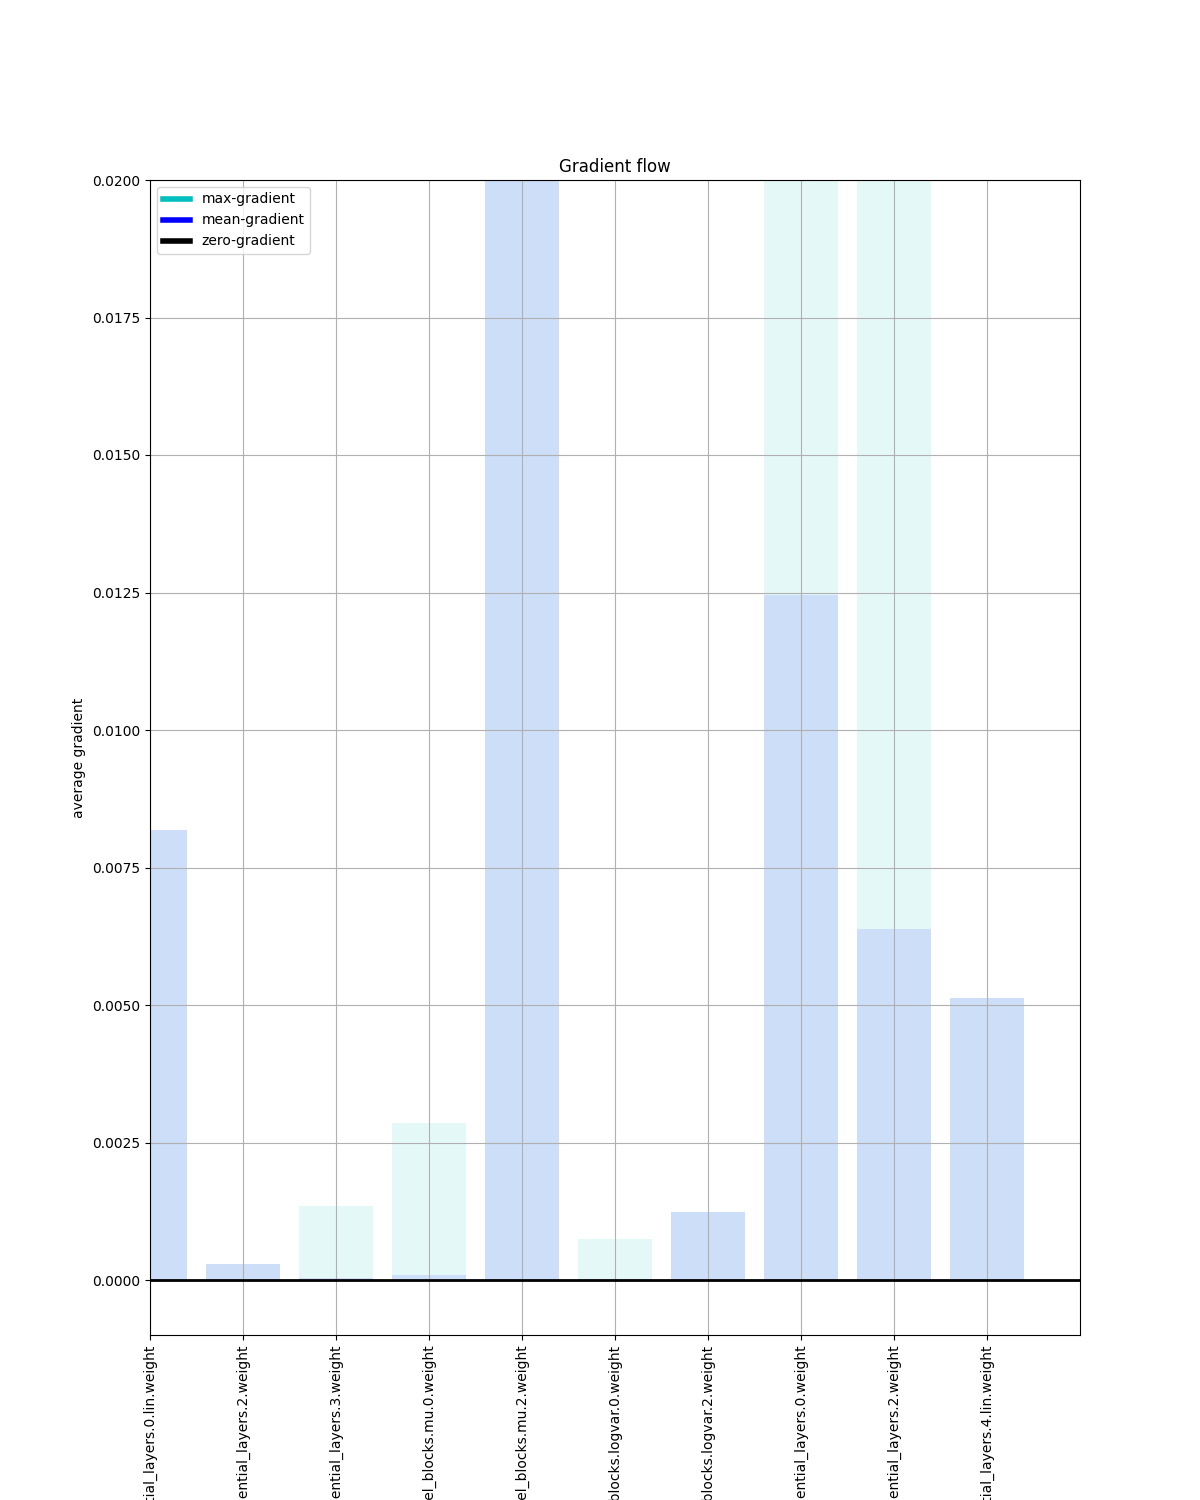 Gradient flow
max-gradient
mean-gradient
zero-gradient
0.0200
0.0175
0.0150
0.0125
0.0100
0.0075
0.0050
0.0025
0.0000
average gradient
tial_layers.0.lin.weight
ential_layers.2.weight
ential_layers.3.weight
el_blocks.mu.0.weight
el_blocks.mu.2.weight
blocks.logvar.0.weight
blocks.logvar.2.weight
ential_layers.0.weight
ential_layers.2.weight
tial_layers.4.lin.weight